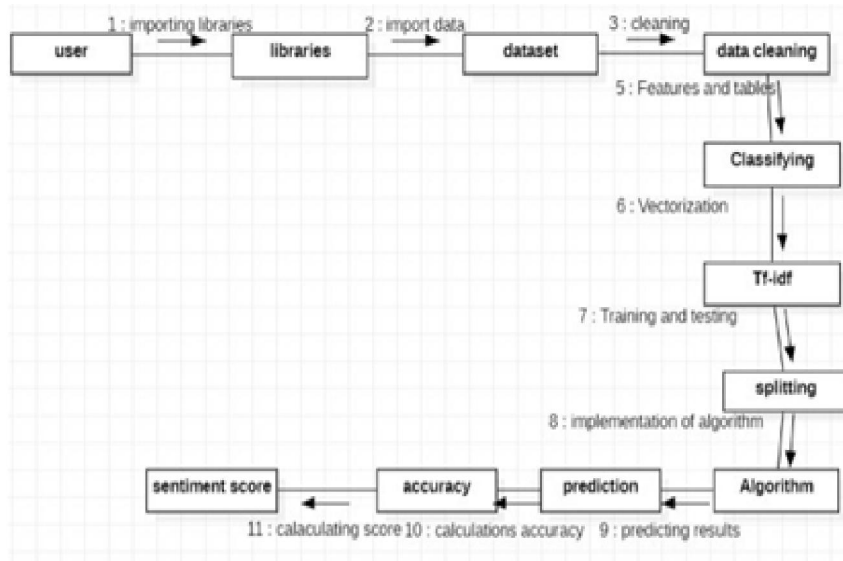 1 : importing libraries
2 : import data
3 : cleaning
user
libraries
dataset
data cleaning
5 : Features and tables
Classifying
6 : Vectorization
Tf-idf
7 : Training and testing
splitting
8 : implementation of algorithm
sentiment score
accuracy
prediction
Algorithm
11 : calaculating score
10 : calculations accuracy
9 : predicting results